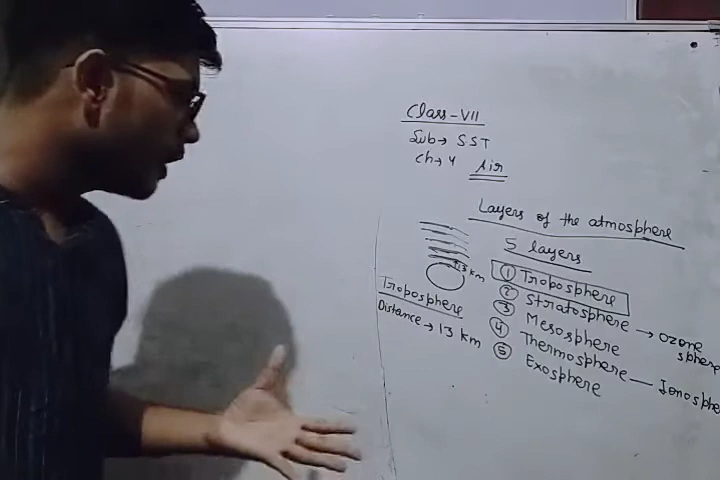 Class-VII
Sub→ SST
Ch→ 4 Air
Layers of the atmosphere
5 layers
13 km
① Troposphere
② Stratosphere → Ozone
sphere
③ Mesosphere
④ Thermosphere — Ionosphe
⑤ Exosphere
Troposphere
Distance → 13 km